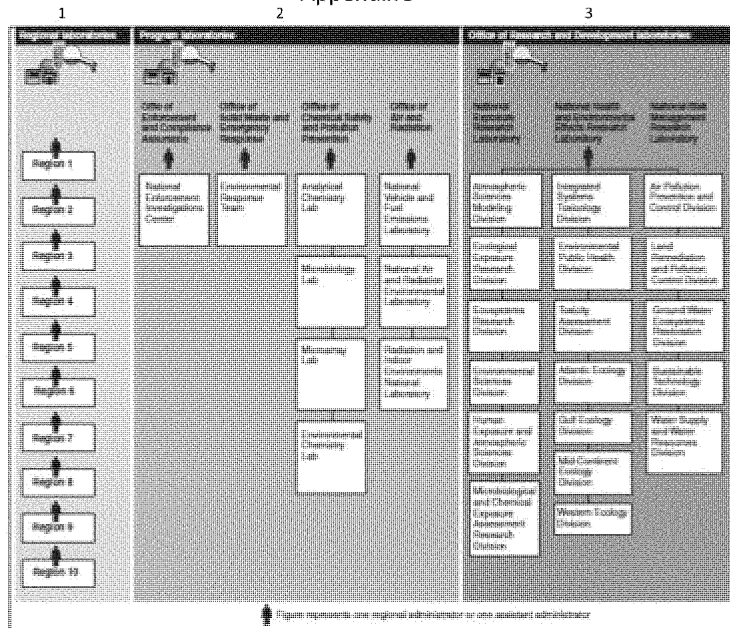 1 2 3
Regional laboratories
Region 1
Region 2
Region 3
Region 4
Region 5
Region 6
Region 7
Region 8
Region 9
Region 10
Program laboratories
Office of
Enforcement
and Compliance
Assurance
National
Enforcement
Investigations
Center
Office of
Solid Waste and
Emergency
Response
Environmental
Response
Team
Office of
Chemical Safety
and Pollution
Prevention
Analytical
Chemistry
Lab
Microbiology
Lab
Microarray
Lab
Environmental
Chemistry
Lab
Office of
Air and
Radiation
National
Vehicle and
Fuel
Emissions
Laboratory
National Air
and Radiation
Environmental
Laboratory
Radiation and
Indoor
Environments
National
Laboratory
Office of Research and Development laboratories
National
Exposure
Research
Laboratory
Atmospheric
Sciences
Modeling
Division
Ecological
Exposure
Research
Division
Ecosystems
Research
Division
Environmental
Sciences
Division
Human
Exposure and
Atmospheric
Sciences
Division
Microbiological
and Chemical
Exposure
Assessment
Research
Division
National Health
and Environmental
Effects Research
Laboratory
Integrated
Systems
Toxicology
Division
Environmental
Public Health
Division
Toxicity
Assessment
Division
Atlantic Ecology
Division
Gulf Ecology
Division
Mid-Continent
Ecology
Division
Western Ecology
Division
National Risk
Management
Research
Laboratory
Air Pollution
Prevention and
Control Division
Land
Remediation
and Pollution
Control Division
Ground Water
Ecosystems
Restoration
Division
Sustainable
Technology
Division
Water Supply
and Water
Resources
Division
Figure represents one regional administrator or one assistant administrator